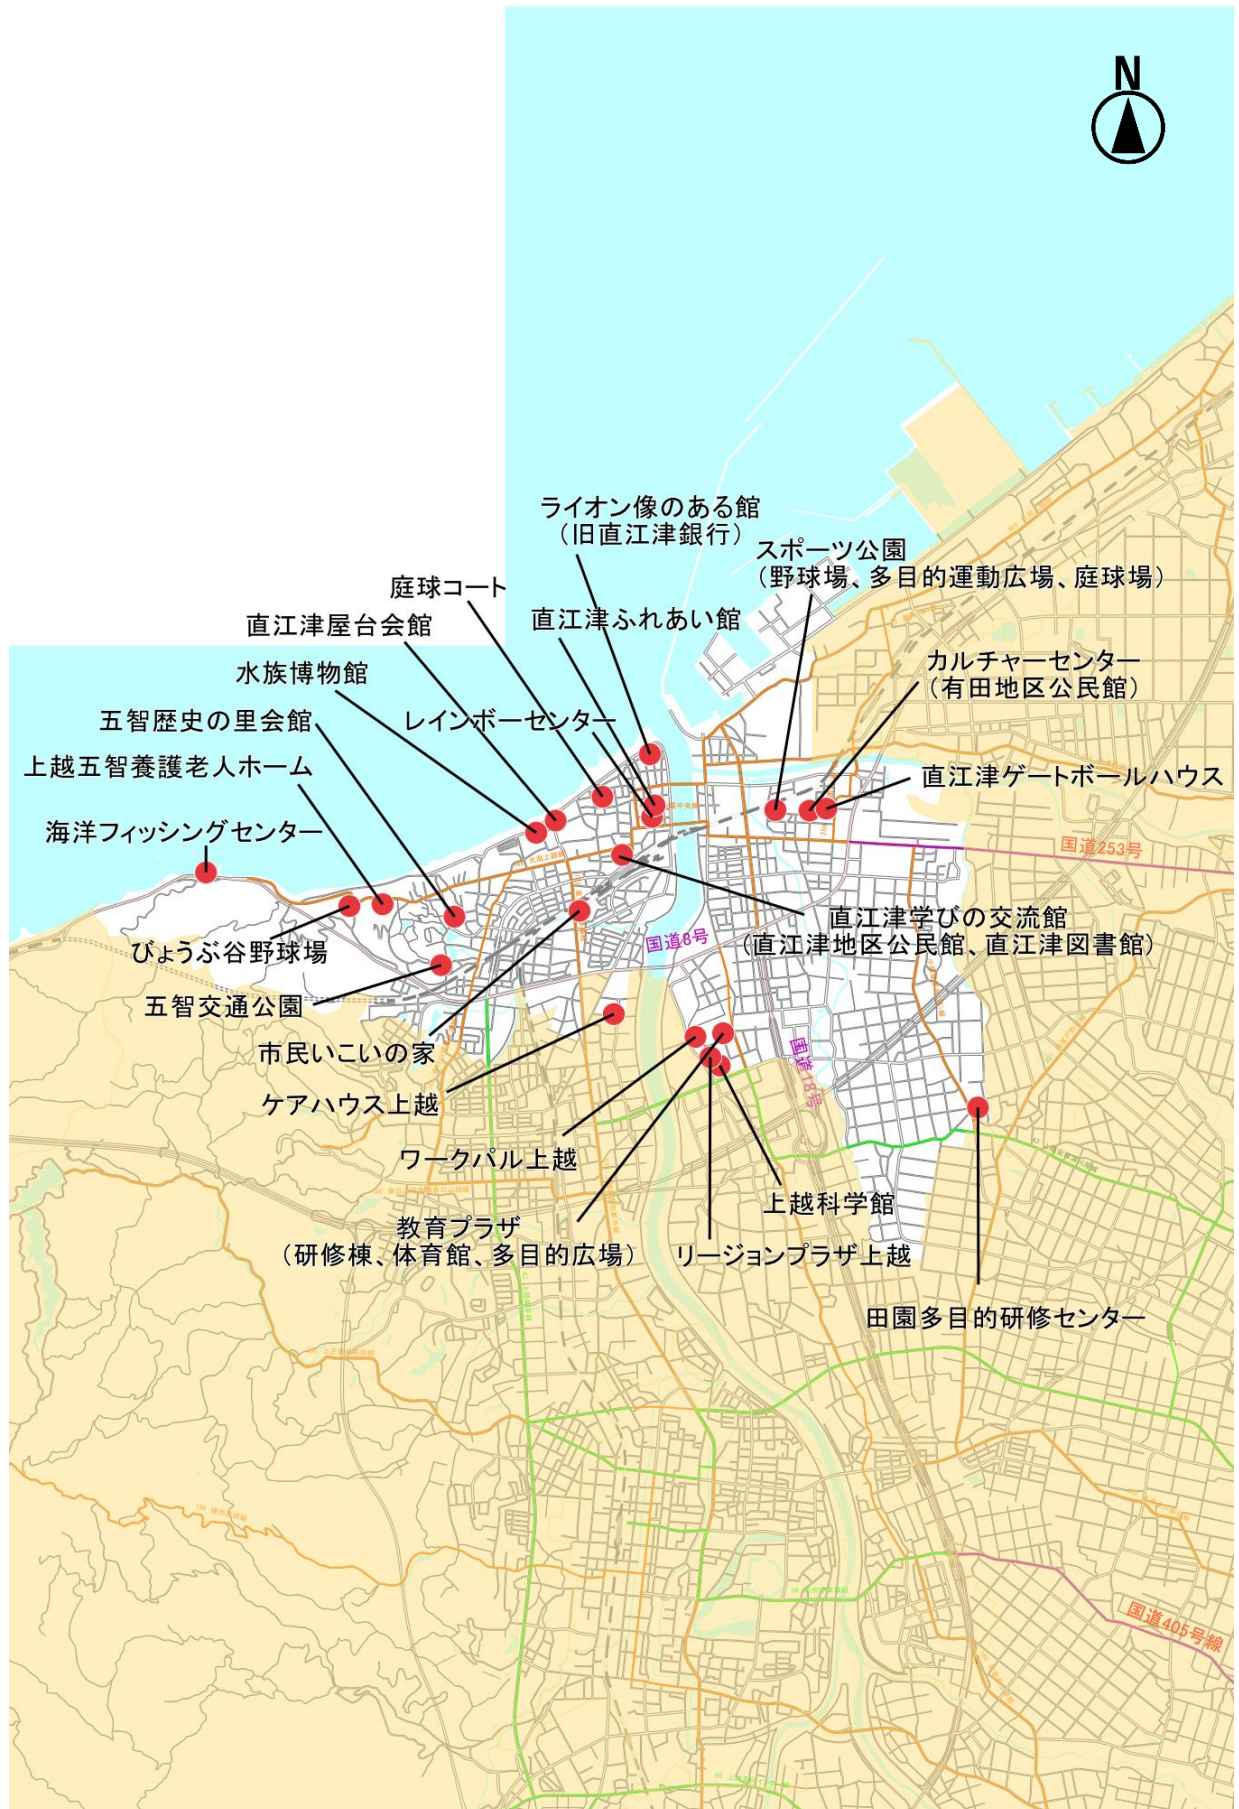 N
ライオン像のある館
（旧直江津銀行）
スポーツ公園
（野球場、多目的運動広場、庭球場）
庭球コート
直江津ふれあい館
直江津屋台会館
カルチャーセンター
（有田地区公民館）
水族博物館
五智歴史の里会館
レインボーセンター
上越五智養護老人ホーム
直江津ゲートボールハウス
海洋フィッシングセンター
国道253号
直江津学びの交流館
（直江津地区公民館、直江津図書館）
国道8号
びょうぶ谷野球場
五智交通公園
市民いこいの家
国道18号
ケアハウス上越
ワークパル上越
上越科学館
教育プラザ
（研修棟、体育館、多目的広場）
リージョンプラザ上越
田園多目的研修センター
国道405号線